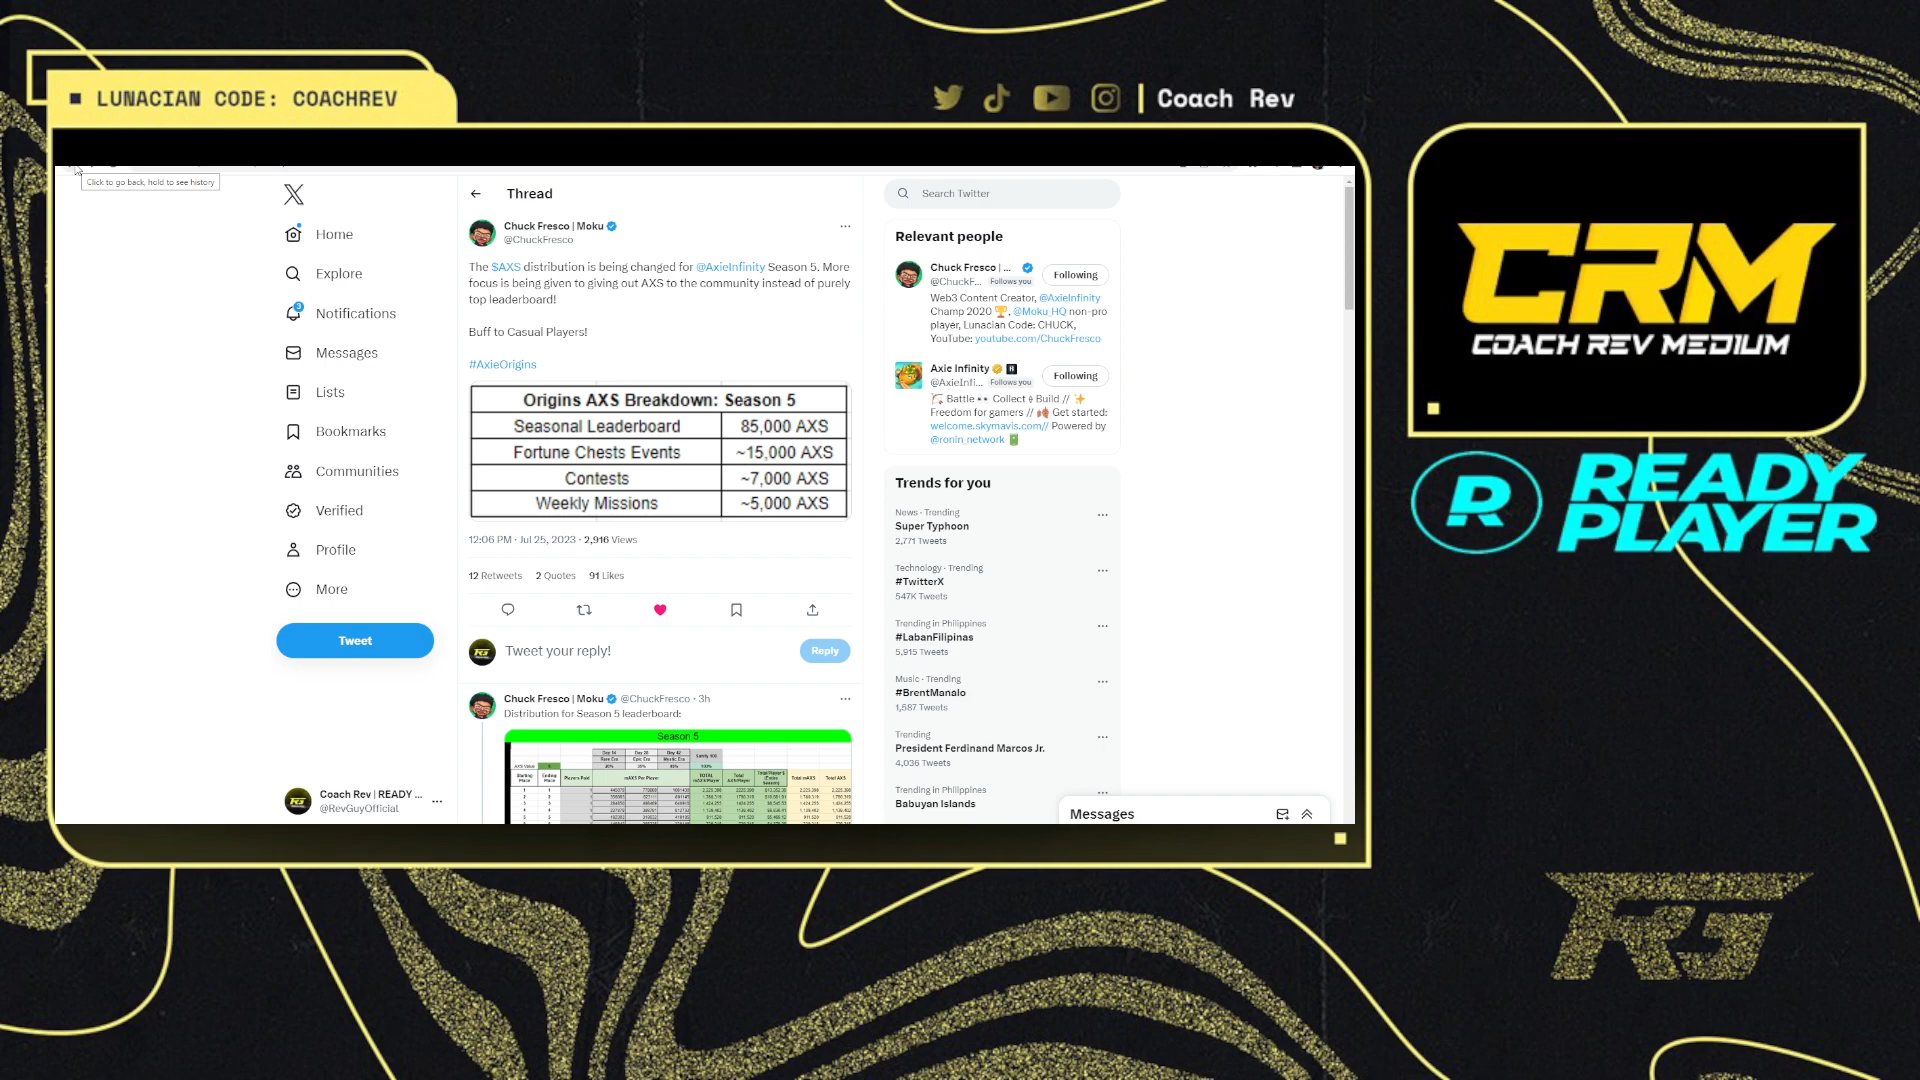 LUNACIAN CODE: COACHREV
Coach Rev
Click to go back, hold to see history
Home
Explore
3
Notifications
Messages
Lists
Bookmarks
Communities
Verified
Profile
More
Tweet
Coach Rev | READY ...
@RevGuyOfficial
Thread
Chuck Fresco | Moku
@ChuckFresco
The $AXS distribution is being changed for @AxieInfinity Season 5. More
focus is being given to giving out AXS to the community instead of purely
top leaderboard!
Buff to Casual Players!
#AxieOrigins
Origins AXS Breakdown: Season 5
Seasonal Leaderboard 85,000 AXS
Fortune Chests Events ~15,000 AXS
Contests ~7,000 AXS
Weekly Missions ~5,000 AXS
12:06 PM · Jul 25, 2023 · 2,916 Views
12 Retweets 2 Quotes 91 Likes
Tweet your reply!
Reply
Chuck Fresco | Moku @ChuckFresco · 3h
Distribution for Season 5 leaderboard:
Season 5
Search Twitter
Relevant people
Chuck Fresco | ...
@ChuckF... Follows you
Following
Web3 Content Creator, @AxieInfinity
Champ 2020 🏆, @Moku_HQ non-pro
player, Lunacian Code: CHUCK,
YouTube: youtube.com/ChuckFresco
Axie Infinity
@AxieInfi... Follows you
Following
Battle 👀 Collect ⬨ Build // ✨
Freedom for gamers // Get started:
welcome.skymavis.com// Powered by
@ronin_network
Trends for you
News · Trending
Super Typhoon
2,771 Tweets
Technology · Trending
#TwitterX
547K Tweets
Trending in Philippines
#LabanFilipinas
5,915 Tweets
Music · Trending
#BrentManalo
1,587 Tweets
Trending
President Ferdinand Marcos Jr.
4,036 Tweets
Trending in Philippines
Babuyan Islands
Messages
CRM
COACH REV MEDIUM
R READY
PLAYER